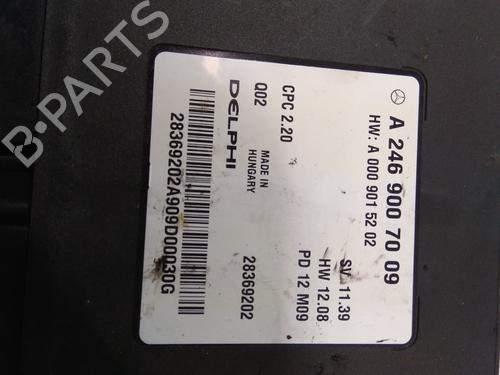 A 246 900 70 09
HW: A 000 901 52 02
SW 11.39
HW 12.08
PD 12 M09
CPC 2.20
Q02
MADE IN
HUNGARY
28369202
DELPHI
28369202A909D000030G
B-Parts